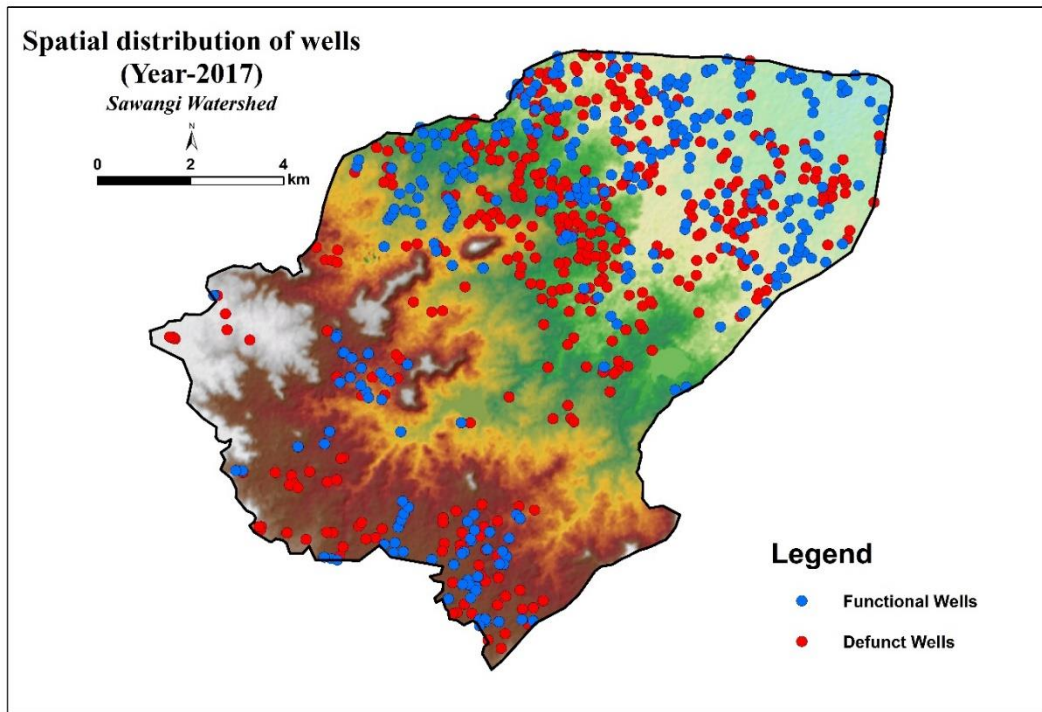 Spatial distribution of wells
(Year-2017)
Sawangi Watershed
N
0 2 4
km
Legend
Functional Wells
Defunct Wells